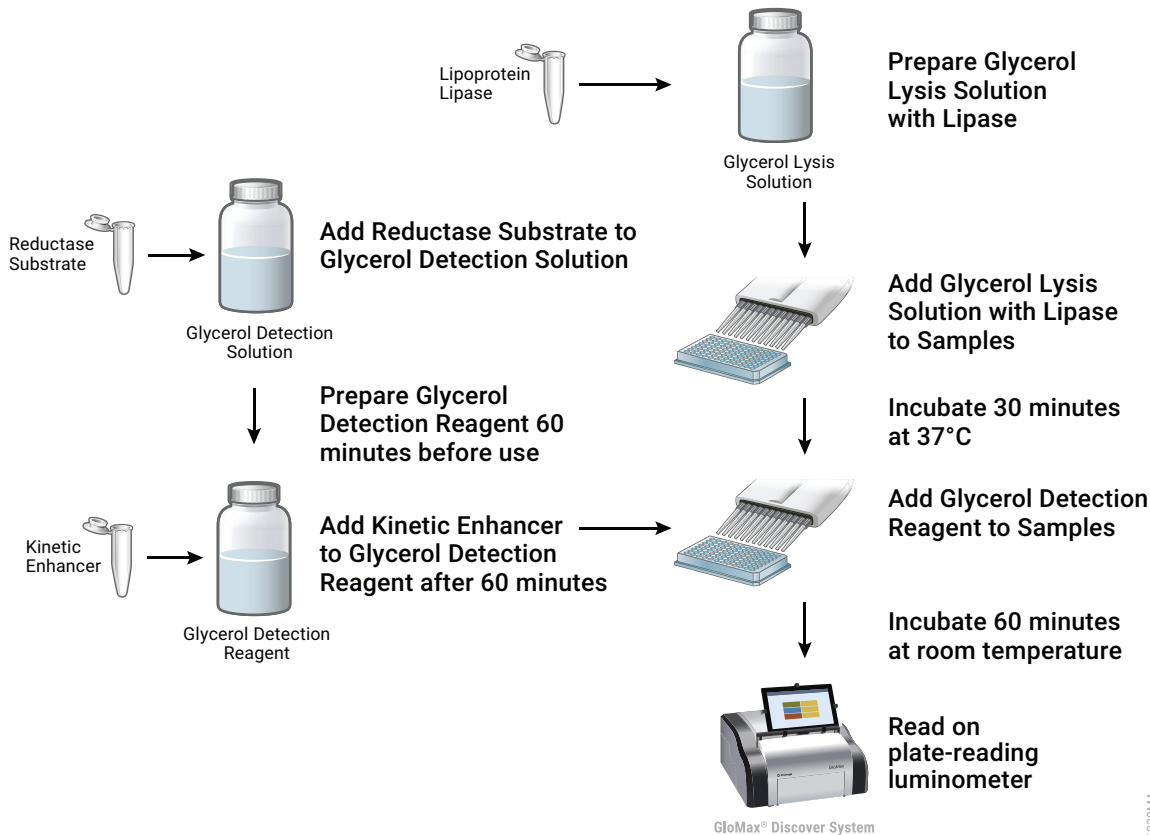 Lipoprotein
Lipase
Prepare Glycerol
Lysis Solution
with Lipase
Glycerol Lysis
Solution
Reductase
Substrate
Add Reductase Substrate to
Glycerol Detection Solution
Glycerol Detection
Solution
Add Glycerol Lysis
Solution with Lipase
to Samples
Prepare Glycerol
Detection Reagent 60
minutes before use
Incubate 30 minutes
at 37°C
Kinetic
Enhancer
Add Kinetic Enhancer
to Glycerol Detection
Reagent after 60 minutes
Glycerol Detection
Reagent
Add Glycerol Detection
Reagent to Samples
Incubate 60 minutes
at room temperature
Read on
plate-reading
luminometer
GloMax® Discover System